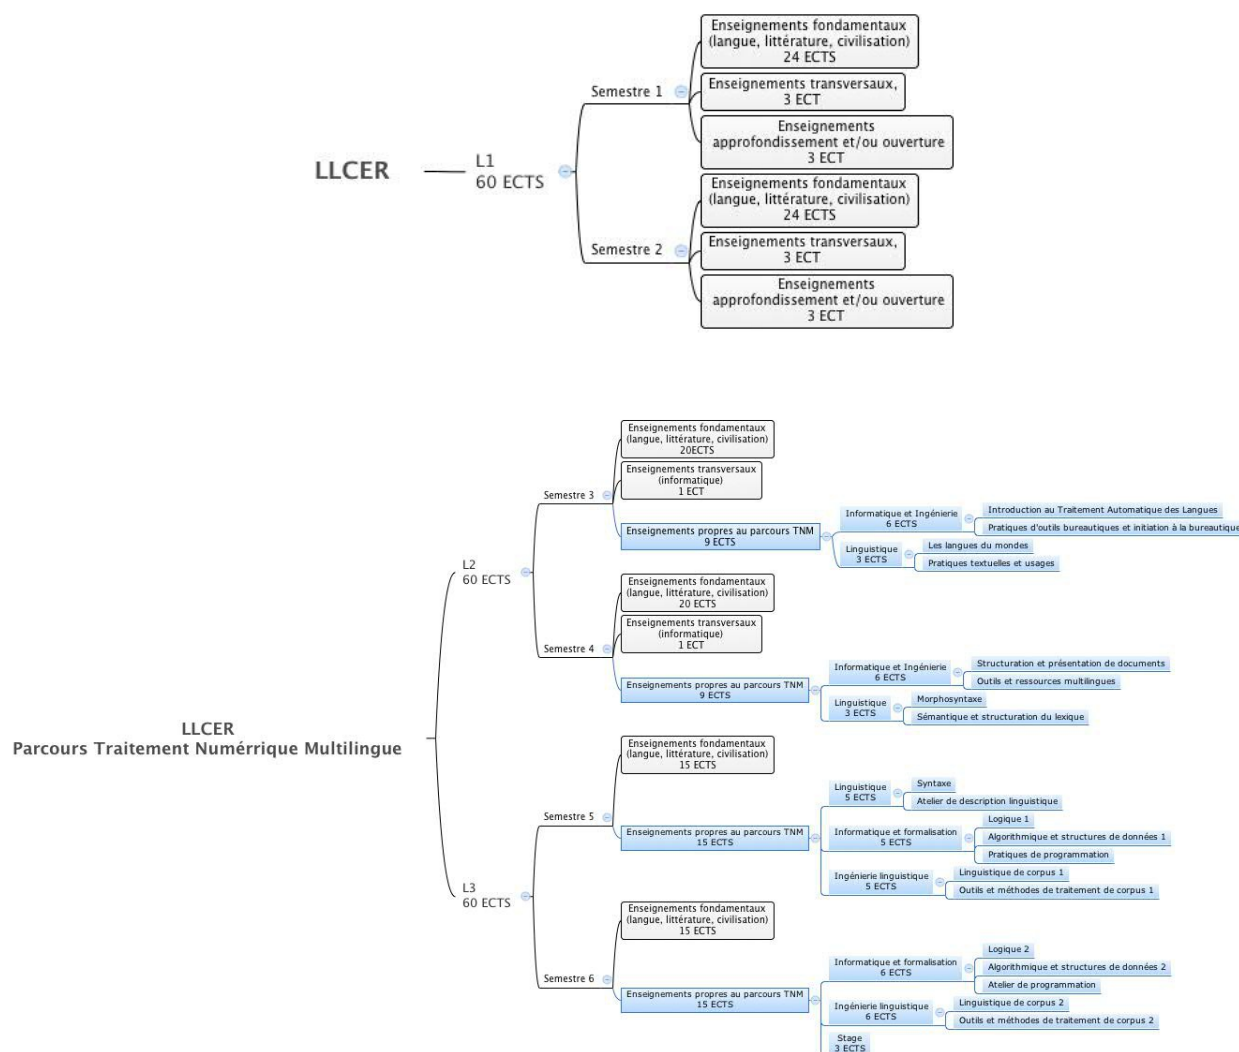 Enseignements fondamentaux
(langue, littérature, civilisation)
24 ECTS
Semestre 1
Enseignements transversaux,
3 ECT
Enseignements
approfondissement et/ou ouverture
3 ECT
LLCER
L1
60 ECTS
Enseignements fondamentaux
(langue, littérature, civilisation)
24 ECTS
Semestre 2
Enseignements transversaux,
3 ECT
Enseignements
approfondissement et/ou ouverture
3 ECT
LLCER
Parcours Traitement Numérrique Multilingue
L2
60 ECTS
Semestre 3
Enseignements fondamentaux
(langue, littérature, civilisation)
20ECTS
Enseignements transversaux
(informatique)
1 ECT
Enseignements propres au parcours TNM
9 ECTS
Informatique et Ingénierie
6 ECTS
Introduction au Traitement Automatique des Langues
Pratiques d'outils bureautiques et initiation à la bureautique
Linguistique
3 ECTS
Les langues du mondes
Pratiques textuelles et usages
Semestre 4
Enseignements fondamentaux
(langue, littérature, civilisation)
20 ECTS
Enseignements transversaux
(informatique)
1 ECT
Enseignements propres au parcours TNM
9 ECTS
Informatique et Ingénierie
6 ECTS
Structuration et présentation de documents
Outils et ressources multilingues
Linguistique
3 ECTS
Morphosyntaxe
Sémantique et structuration du lexique
L3
60 ECTS
Semestre 5
Enseignements fondamentaux
(langue, littérature, civilisation)
15 ECTS
Enseignements propres au parcours TNM
15 ECTS
Linguistique
5 ECTS
Syntaxe
Atelier de description linguistique
Informatique et formalisation
5 ECTS
Logique 1
Algorithmique et structures de données 1
Pratiques de programmation
Ingénierie linguistique
5 ECTS
Linguistique de corpus 1
Outils et méthodes de traitement de corpus 1
Semestre 6
Enseignements fondamentaux
(langue, littérature, civilisation)
15 ECTS
Enseignements propres au parcours TNM
15 ECTS
Informatique et formalisation
6 ECTS
Logique 2
Algorithmique et structures de données 2
Atelier de programmation
Ingénierie linguistique
6 ECTS
Linguistique de corpus 2
Outils et méthodes de traitement de corpus 2
Stage
3 ECTS